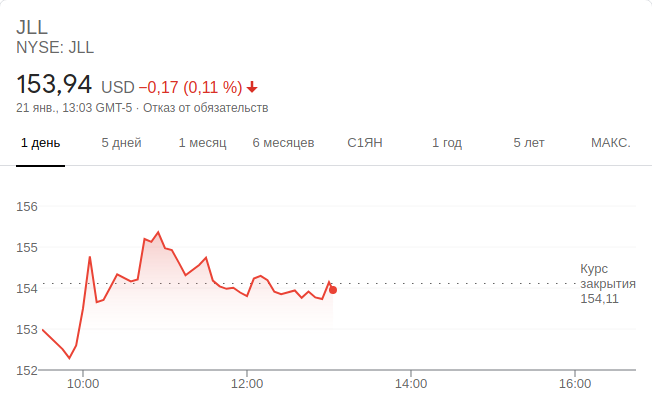 JLL
NYSE: JLL
153,94 USD −0,17 (0,11 %)
21 янв., 13:03 GMT-5 · Отказ от обязательств
1 день 5 дней 1 месяц 6 месяцев С1ЯН 1 год 5 лет МАКС.
156
155
154
153
152
Курс
закрытия
154,11
10:00 12:00 14:00 16:00